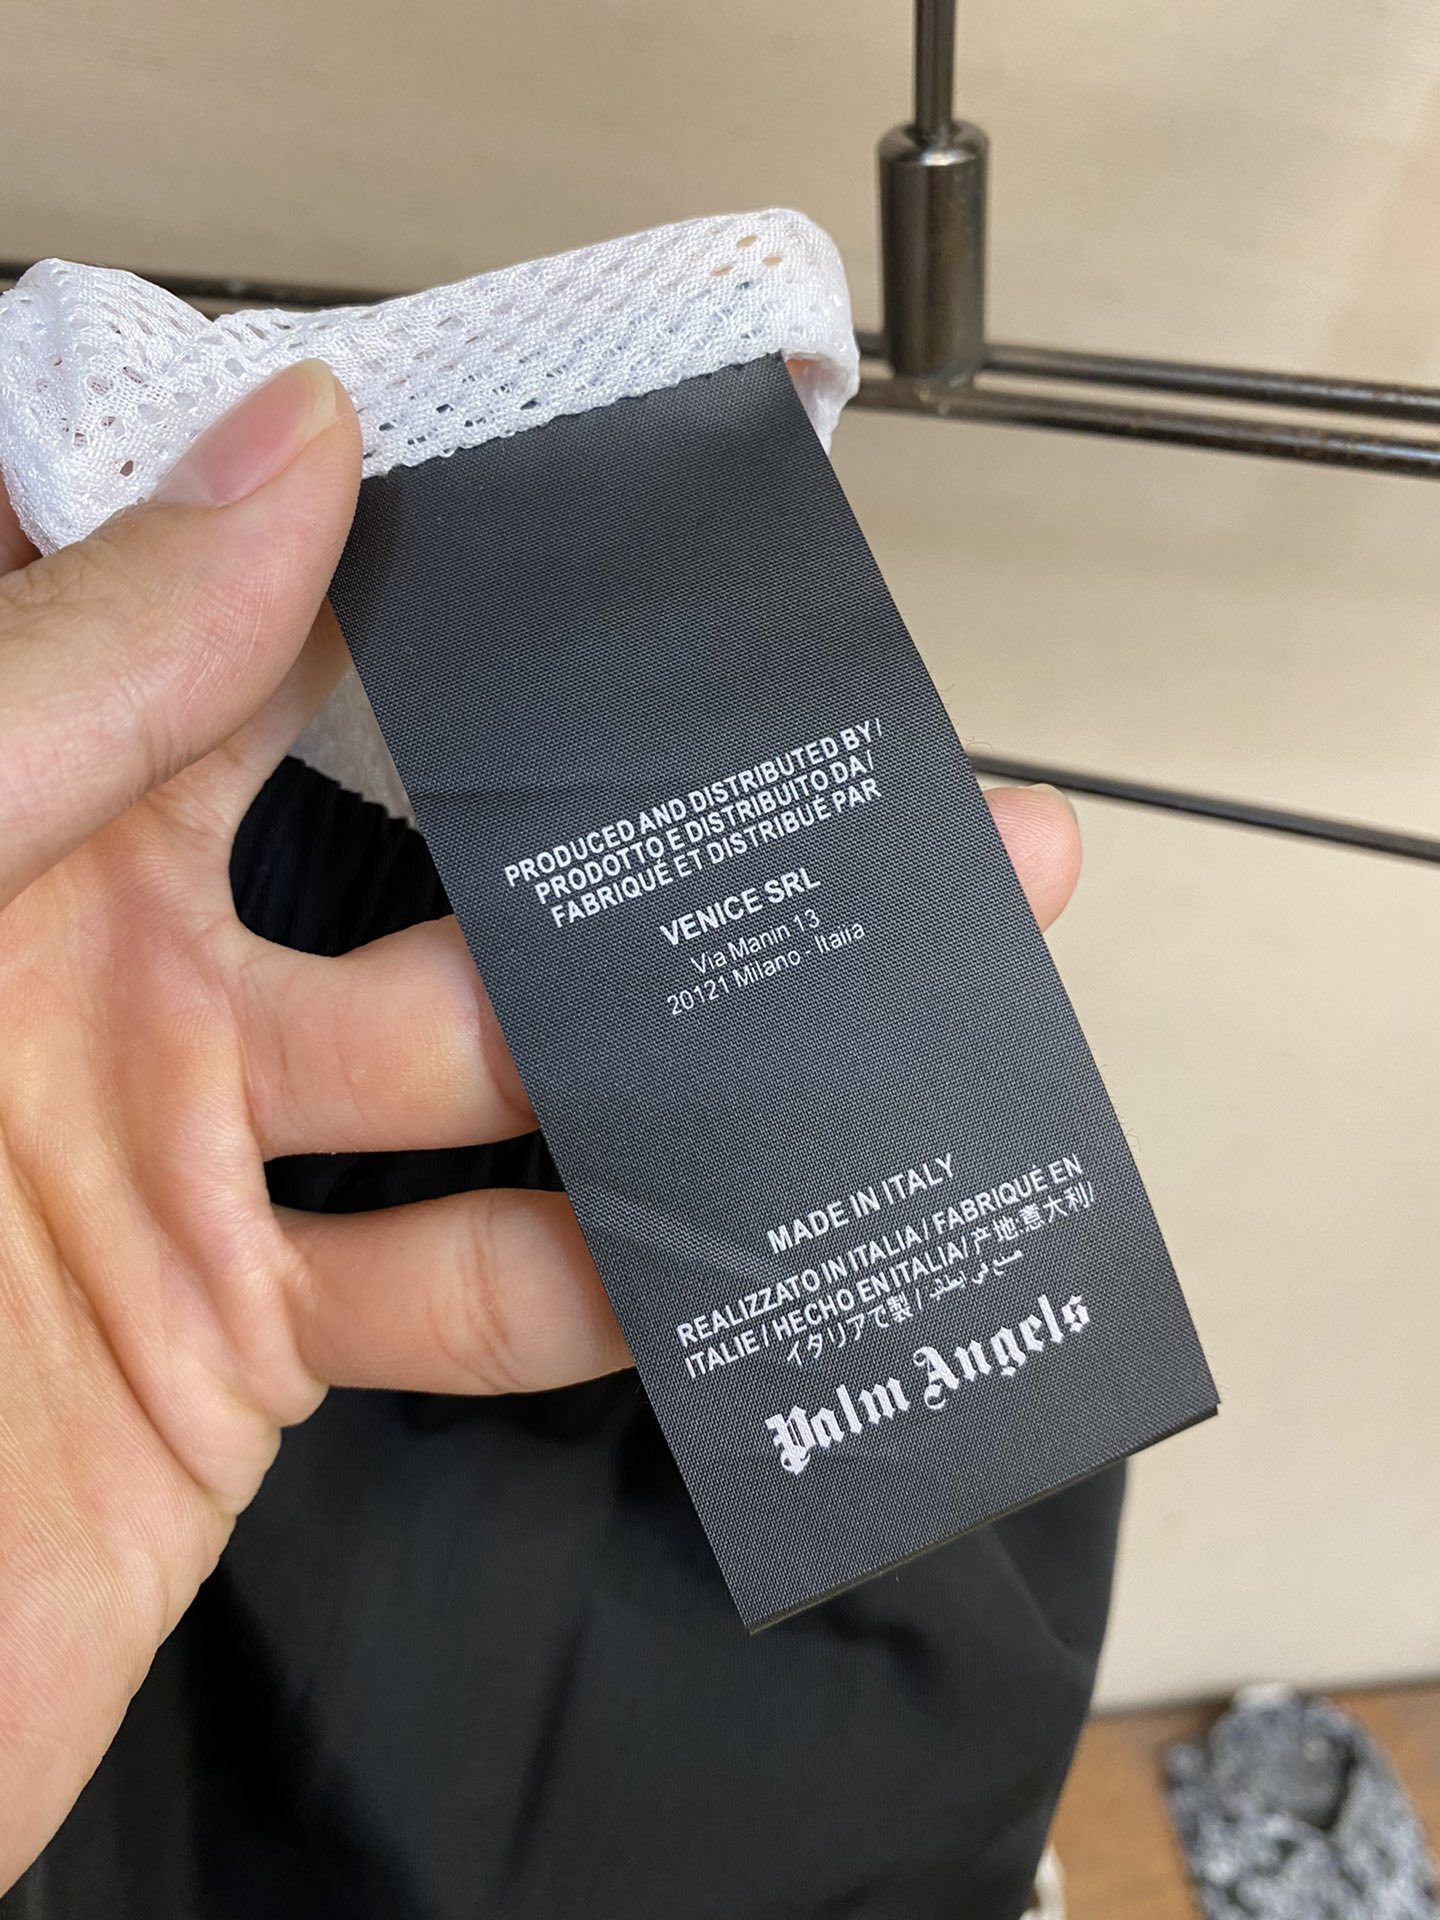 PRODUCED AND DISTRIBUTED BY/
PRODOTTO E DISTRIBUITO DA/
FABRIQUÉ ET DISTRIBUÉ PAR
VENICE SRL
Via Manin 13
20121 Milano - Italia
MADE IN ITALY
REALIZZATO IN ITALIA/ FABRIQUÉ EN
ITALIE/ HECHO EN ITALIA/ 产地:意大利/
イタリアで製/ صنع في
Palm Angels